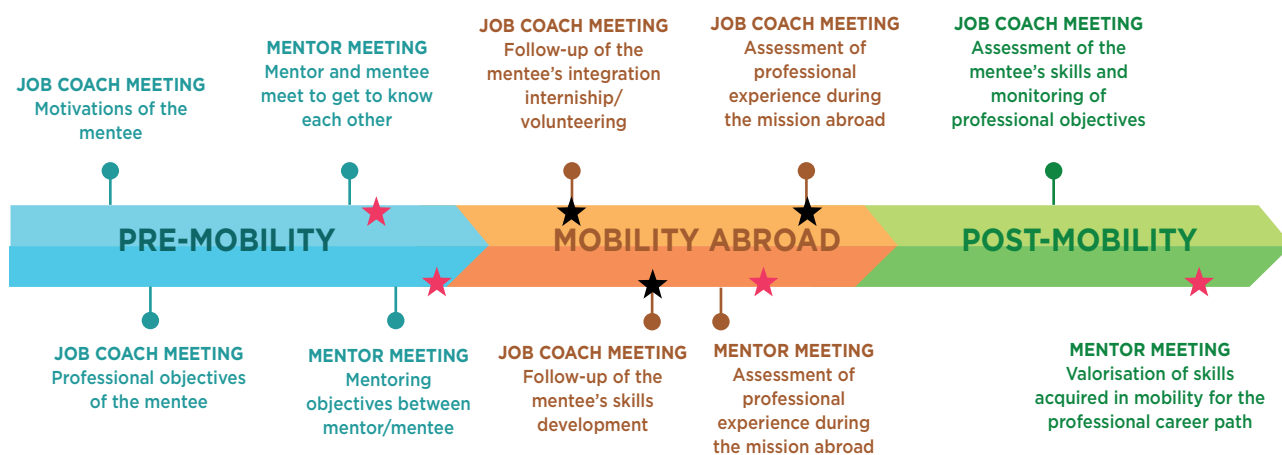 JOB COACH MEETING
Motivations of the
mentee
MENTOR MEETING
Mentor and mentee
meet to get to know
each other
JOB COACH MEETING
Follow-up of the
mentee's integration
interniship/
volunteering
JOB COACH MEETING
Assessment of
professional
experience during
the mission abroad
JOB COACH MEETING
Assessment of the
mentee's skills and
monitoring of
professional objectives
PRE-MOBILITY
MOBILITY ABROAD
POST-MOBILITY
JOB COACH MEETING
Professional objectives
of the mentee
MENTOR MEETING
Mentoring
objectives between
mentor/mentee
JOB COACH MEETING
Follow-up of the
mentee's skills
development
MENTOR MEETING
Assessment of
professional
experience during
the mission abroad
MENTOR MEETING
Valorisation of skills
acquired in mobility for the
professional career path